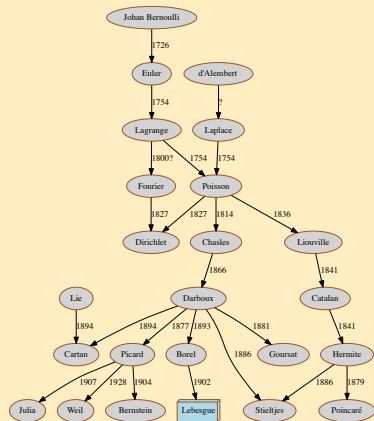 Johan Bernoulli
1726
Euler
d'Alembert
1754
?
Lagrange
Laplace
1800?
1754
1754
Fourier
Poisson
1827
1827
1814
1836
Dirichlet
Chasles
Liouville
1866
1841
Lie
Darboux
Catalan
1894
1894
1877
1893
1886
1881
1841
Cartan
Picard
Borel
Goursat
Hermite
1907
1928
1904
1902
1886
1879
Julia
Weil
Bernstein
Lebesgue
Stieltjes
Poincaré